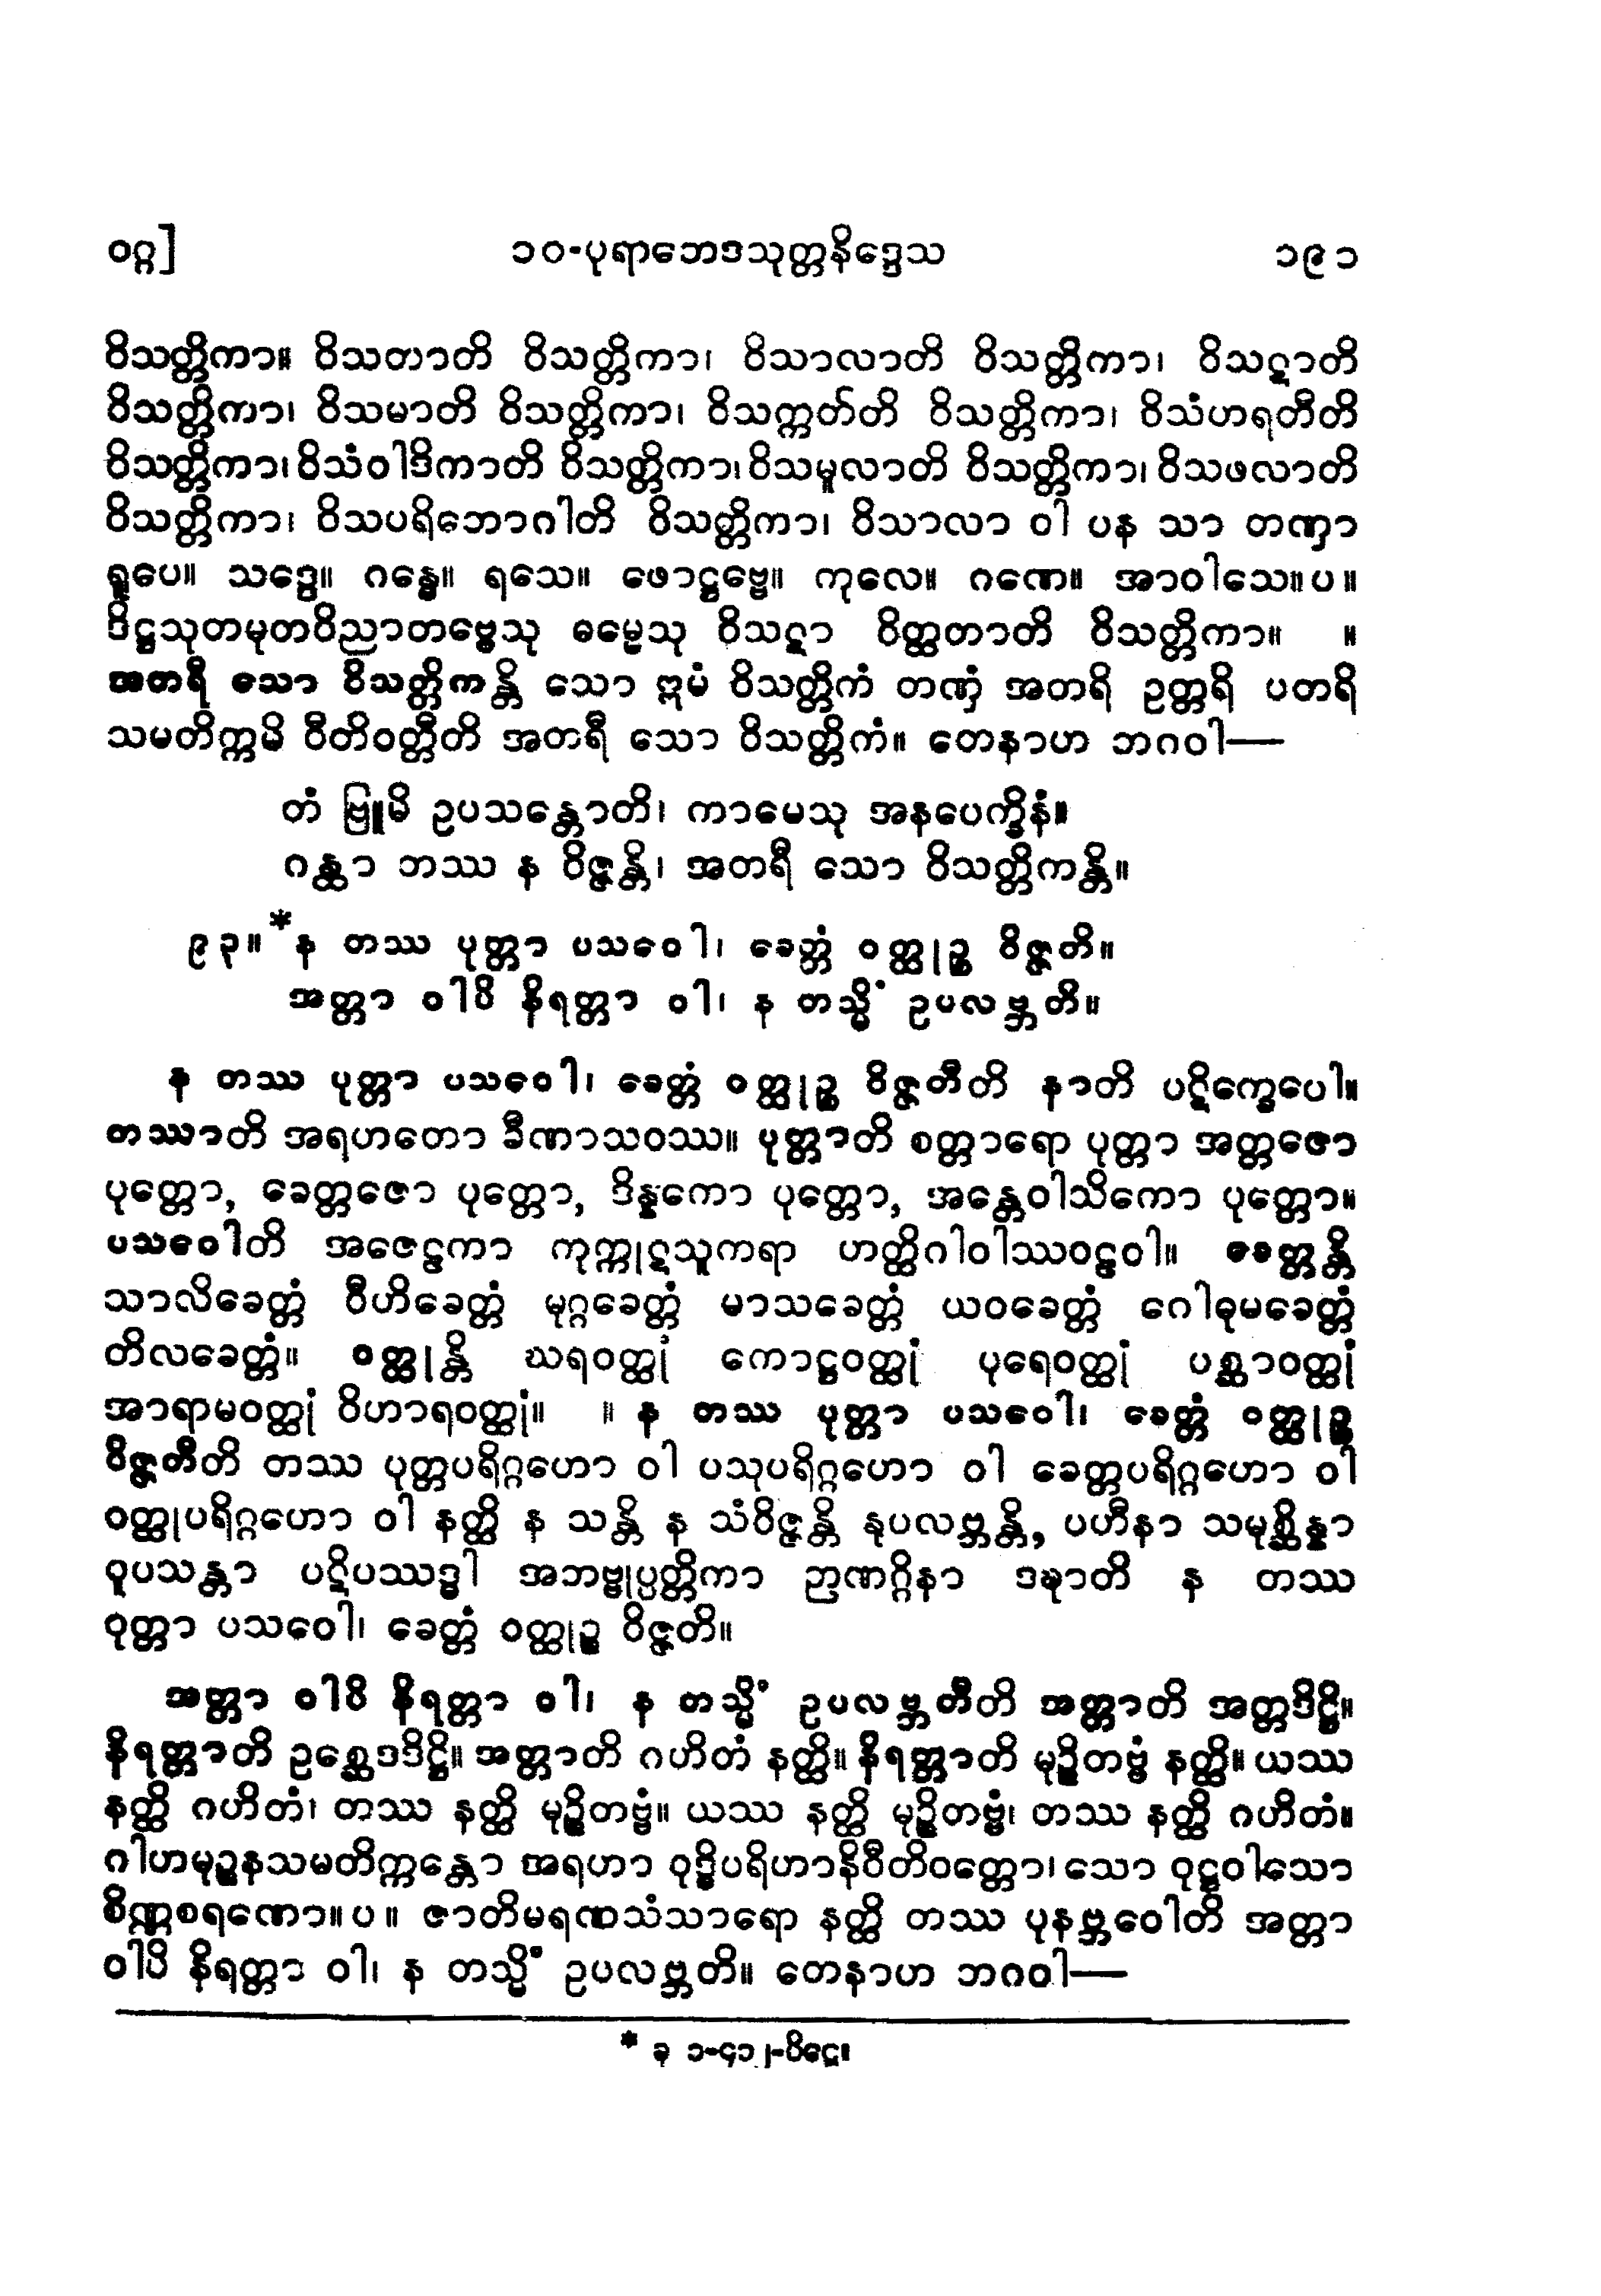 ဝဂ္ဂ] ၁၀-ပုရာဘေဒသုတ္တနိဒ္ဒေသ ၁၉၁
ဝိသတ္တိကာ။ ဝိသတာတိ ဝိသတ္တိကာ၊ ဝိသာလာတိ ဝိသတ္တိကာ၊ ဝိသဋာတိ
ဝိသတ္တိကာ၊ ဝိသမာတိ ဝိသတ္တိကာ၊ ဝိသက္ကတီတိ ဝိသတ္တိကာ၊ ဝိသံဟရတီတိ
ဝိသတ္တိကာ၊ ဝိသံဝါဒိကာတိ ဝိသတ္တိကာ၊ ဝိသမူလာတိ ဝိသတ္တိကာ၊ ဝိသဖလာတိ
ဝိသတ္တိကာ၊ ဝိသပရိဘောဂါတိ ဝိသတ္တိကာ၊ ဝိသာလာ ဝါ ပန သာ တဏှာ
ရူပေ။ သဒ္ဒေ။ ဂန္ဓေ။ ရသေ။ ဖောဋ္ဌဗ္ဗေ။ ကုလေ။ ဂဏေ။ အာဝါသေ။ပ။
ဒိဋ္ဌသုတမုတဝိညာတဗ္ဗေသု ဓမ္မေသု ဝိသဋာ ဝိတ္ထတာတိ ဝိသတ္တိကာ။ ။
အတရီ သော ဝိသတ္တိကန္တိ သော ဣမံ ဝိသတ္တိကံ တဏှံ အတရိ ဥတ္တရိ ပတရိ
သမတိက္ကမိ ဝီတိဝတ္တီတိ အတရီ သော ဝိသတ္တိကံ။ တေနာဟ ဘဂဝါ—
တံ ဗြူမိ ဥပသန္တောတိ၊ ကာမေသု အနပေက္ခိနံ။
ဂန္ထာ ဘဿ န ဝိဇ္ဇန္တိ၊ အတရီ သော ဝိသတ္တိကန္တိ။
၉၃။ *န တဿ ပုတ္တာ ပသဝေါ၊ ခေတ္တံ ဝတ္ထုဉ္စ ဝိဇ္ဇတိ။
အတ္တာ ဝါပိ နိရတ္တာ ဝါ၊ န တသ္မိံ ဥပလဗ္ဘတိ။
န တဿ ပုတ္တာ ပသဝေါ၊ ခေတ္တံ ဝတ္ထုဉ္စ ဝိဇ္ဇတီတိ နာတိ ပဋိက္ခေပေါ။
တဿာတိ အရဟတော ခီဏာသဝဿ။ ပုတ္တာတိ စတ္တာရော ပုတ္တာ အတ္တဇော
ပုတ္တော, ခေတ္တဇော ပုတ္တော, ဒိန္နကော ပုတ္တော, အန္တေဝါသိကော ပုတ္တော။
ပသဝေါတိ အဇေဠကာ ကုက္ကုဋသူကရာ ဟတ္ထိဂါဝါဿဝဠဝါ။ ခေတ္တန္တိ
သာလိခေတ္တံ ဝီဟိခေတ္တံ မုဂ္ဂခေတ္တံ မာသခေတ္တံ ယဝခေတ္တံ ဂေါဓုမခေတ္တံ
တိလခေတ္တံ။ ဝတ္ထုန္တိ ဃရဝတ္ထုံ ကောဋ္ဌဝတ္ထုံ ပုရေဝတ္ထုံ ပစ္ဆာဝတ္ထုံ
အာရာမဝတ္ထုံ ဝိဟာရဝတ္ထုံ။ ။ န တဿ ပုတ္တာ ပသဝေါ၊ ခေတ္တံ ဝတ္ထုဉ္စ
ဝိဇ္ဇတီတိ တဿ ပုတ္တပရိဂ္ဂဟော ဝါ ပသုပရိဂ္ဂဟော ဝါ ခေတ္တပရိဂ္ဂဟော ဝါ
ဝတ္ထုပရိဂ္ဂဟော ဝါ နတ္ထိ န သန္တိ န သံဝိဇ္ဇန္တိ နုပလဗ္ဘန္တိ, ပဟီနာ သမုစ္ဆိန္နာ
ဝူပသန္တာ ပဋိပဿဒ္ဓါ အဘဗ္ဗုပ္ပတ္တိကာ ဉာဏဂ္ဂိနာ ဒဍ္ဎာတိ န တဿ
ပုတ္တာ ပသဝေါ၊ ခေတ္တံ ဝတ္ထုဉ္စ ဝိဇ္ဇတိ။
အတ္တာ ဝါပိ နိရတ္တာ ဝါ၊ န တသ္မိံ ဥပလဗ္ဘတီတိ အတ္တာတိ အတ္တဒိဋ္ဌိ။
နိရတ္တာတိ ဥစ္ဆေဒဒိဋ္ဌိ။ အတ္တာတိ ဂဟိတံ နတ္ထိ။ နိရတ္တာတိ မုဉ္စိတဗ္ဗံ နတ္ထိ။ ယဿ
နတ္ထိ ဂဟိတံ၊ တဿ နတ္ထိ မုဉ္စိတဗ္ဗံ။ ယဿ နတ္ထိ မုဉ္စိတဗ္ဗံ၊ တဿ နတ္ထိ ဂဟိတံ။
ဂါဟမုဉ္စနသမတိက္ကန္တော အရဟာ ဝုဒ္ဓိပရိဟာနိဝီတိဝတ္တော၊ သော ဝုဋ္ဌဝါသော
စိဏ္ဏစရဏော။ပ။ ဇာတိမရဏသံသာရော နတ္ထိ တဿ ပုနဗ္ဘဝေါတိ အတ္တာ
ဝါပိ နိရတ္တာ ဝါ၊ န တသ္မိံ ဥပလဗ္ဘတိ။ တေနာဟ ဘဂဝါ—
* ခု ၁-၄၁၂-ပိဋ္ဌေ။